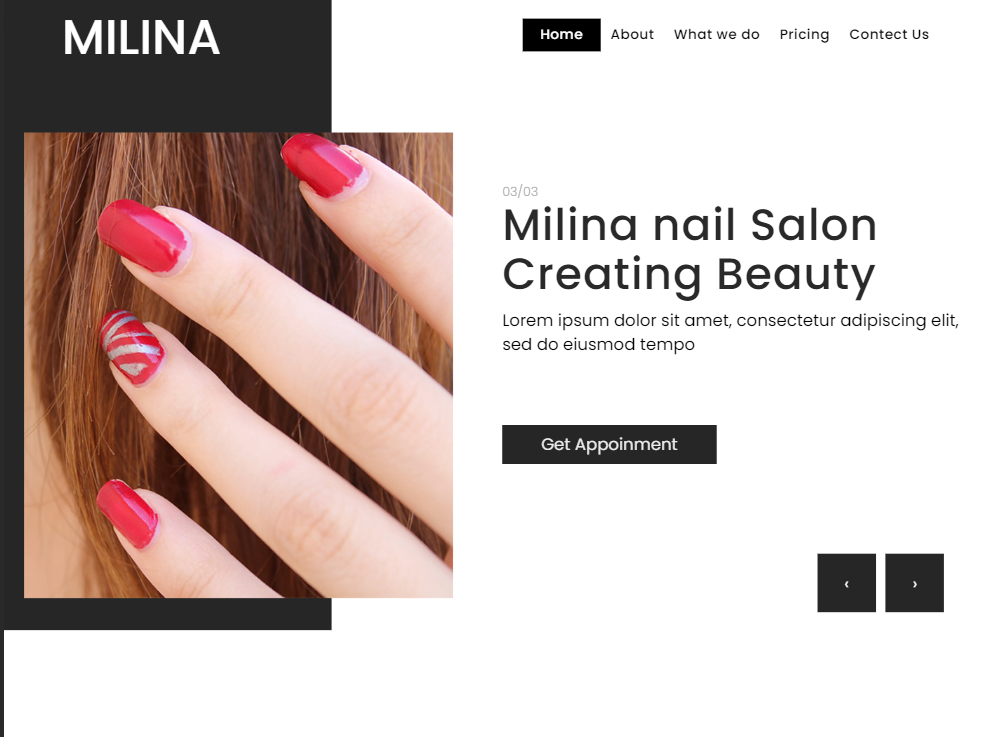 MILINA
Home About What we do Pricing Contect Us
03/03
Milina nail Salon
Creating Beauty
Lorem ipsum dolor sit amet, consectetur adipiscing elit,
sed do eiusmod tempo
Get Appoinment
‹ ›